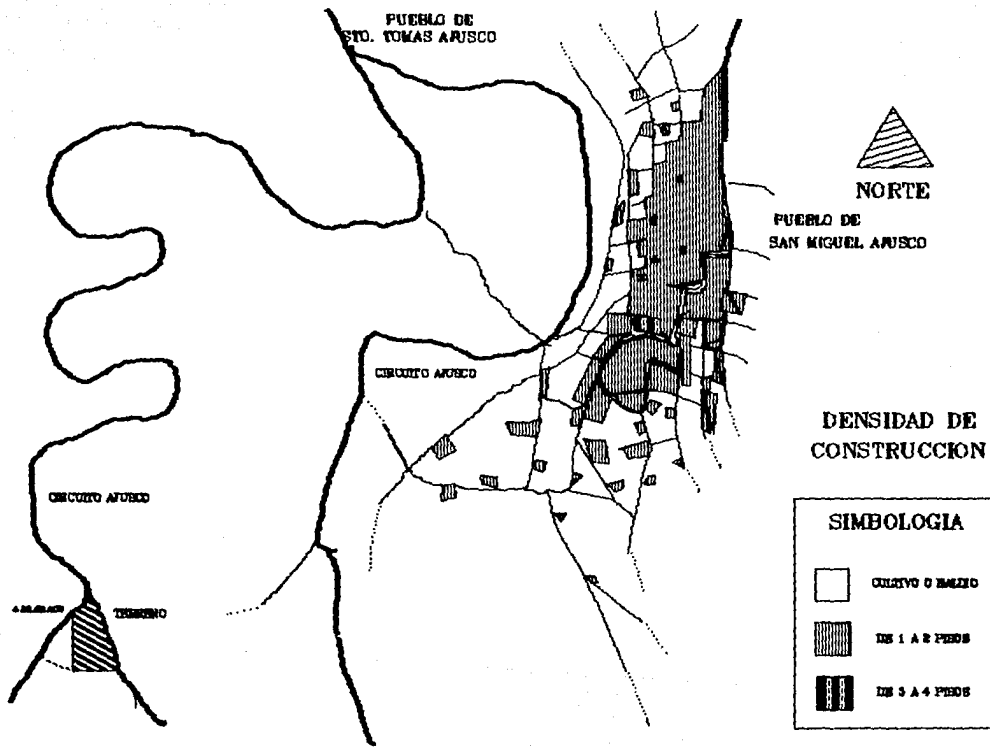 PUEBLO DE
STO. TOMAS AJUSCO
NORTE
PUEBLO DE
SAN MIGUEL AJUSCO
CIRCUITO AJUSCO
DENSIDAD DE
CONSTRUCCION
CIRCUITO AJUSCO
SIMBOLOGIA
CULTIVO O BALDIO
TERRENO
DE 1 A 2 PISOS
DE 3 A 4 PISOS